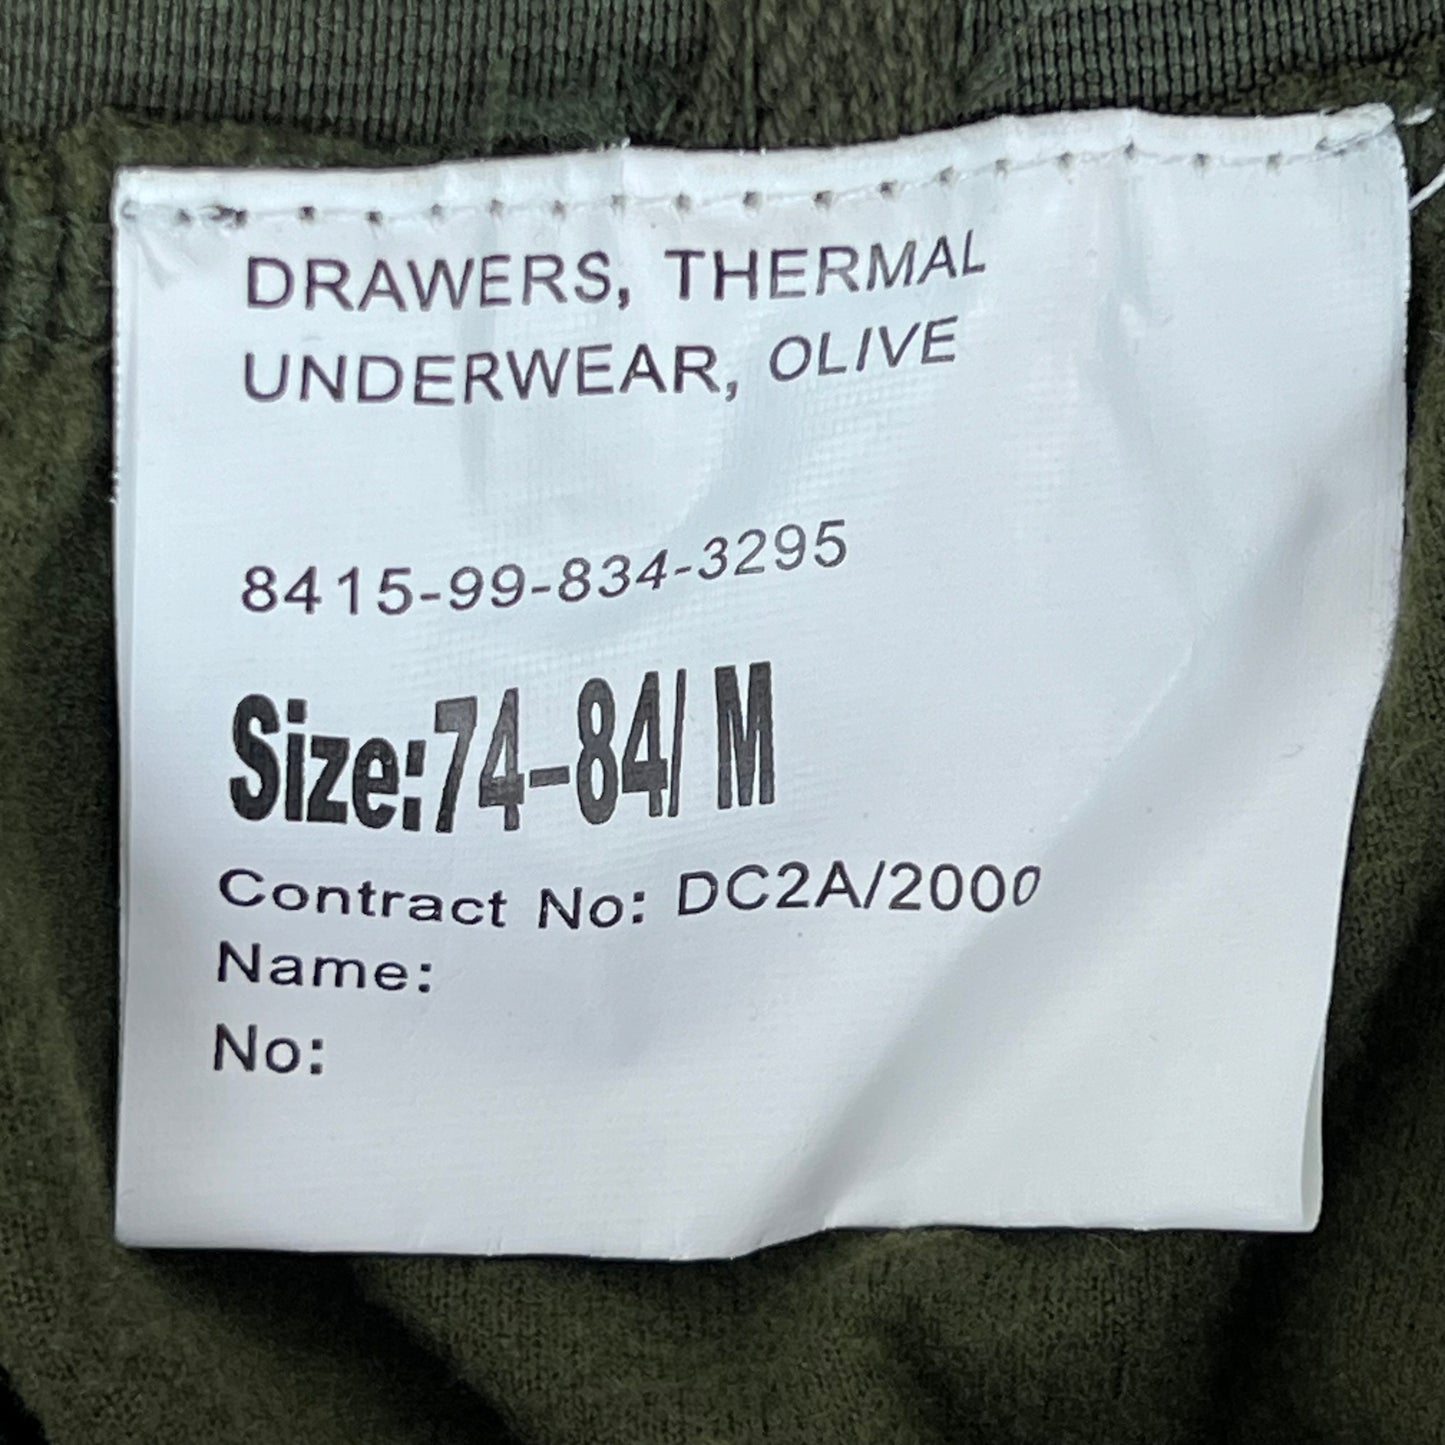 DRAWERS, THERMAL
UNDERWEAR, OLIVE
8415-99-834-3295
Size:74-84/ M
Contract No: DC2A/2000
Name:
No: